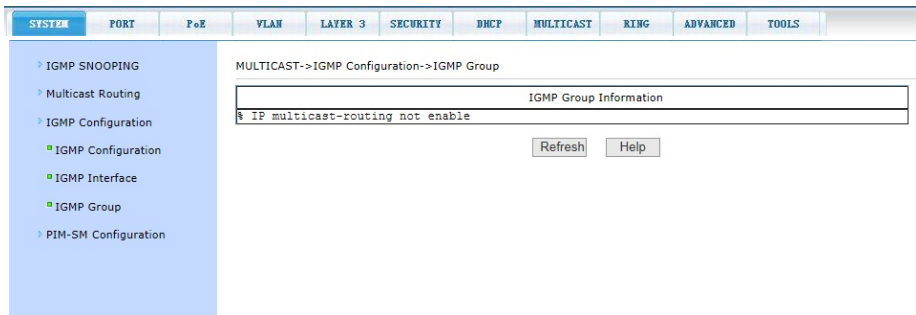 SYSTEM PORT PoE VLAN LAYER 3 SECURITY DHCP MULTICAST RING ADVANCED TOOLS
IGMP SNOOPING
Multicast Routing
IGMP Configuration
IGMP Configuration
IGMP Interface
IGMP Group
PIM-SM Configuration
MULTICAST->IGMP Configuration->IGMP Group
IGMP Group Information
% IP multicast-routing not enable
Refresh Help